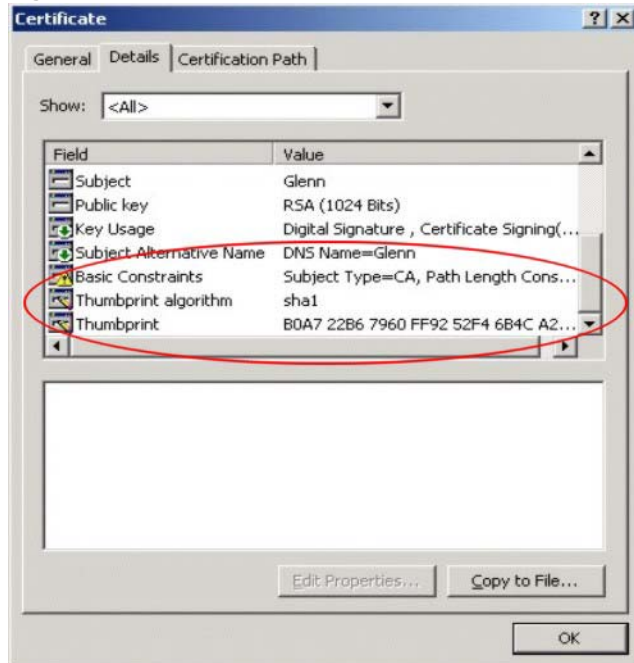 Certificate
General Details Certification Path
Show: <All>
Field Value
Subject Glenn
Public key RSA (1024 Bits)
Key Usage Digital Signature , Certificate Signing(...
Subject Alternative Name DNS Name=Glenn
Basic Constraints Subject Type=CA, Path Length Cons...
Thumbprint algorithm sha1
Thumbprint B0A7 22B6 7960 FF92 52F4 6B4C A2...
Edit Properties... Copy to File...
OK